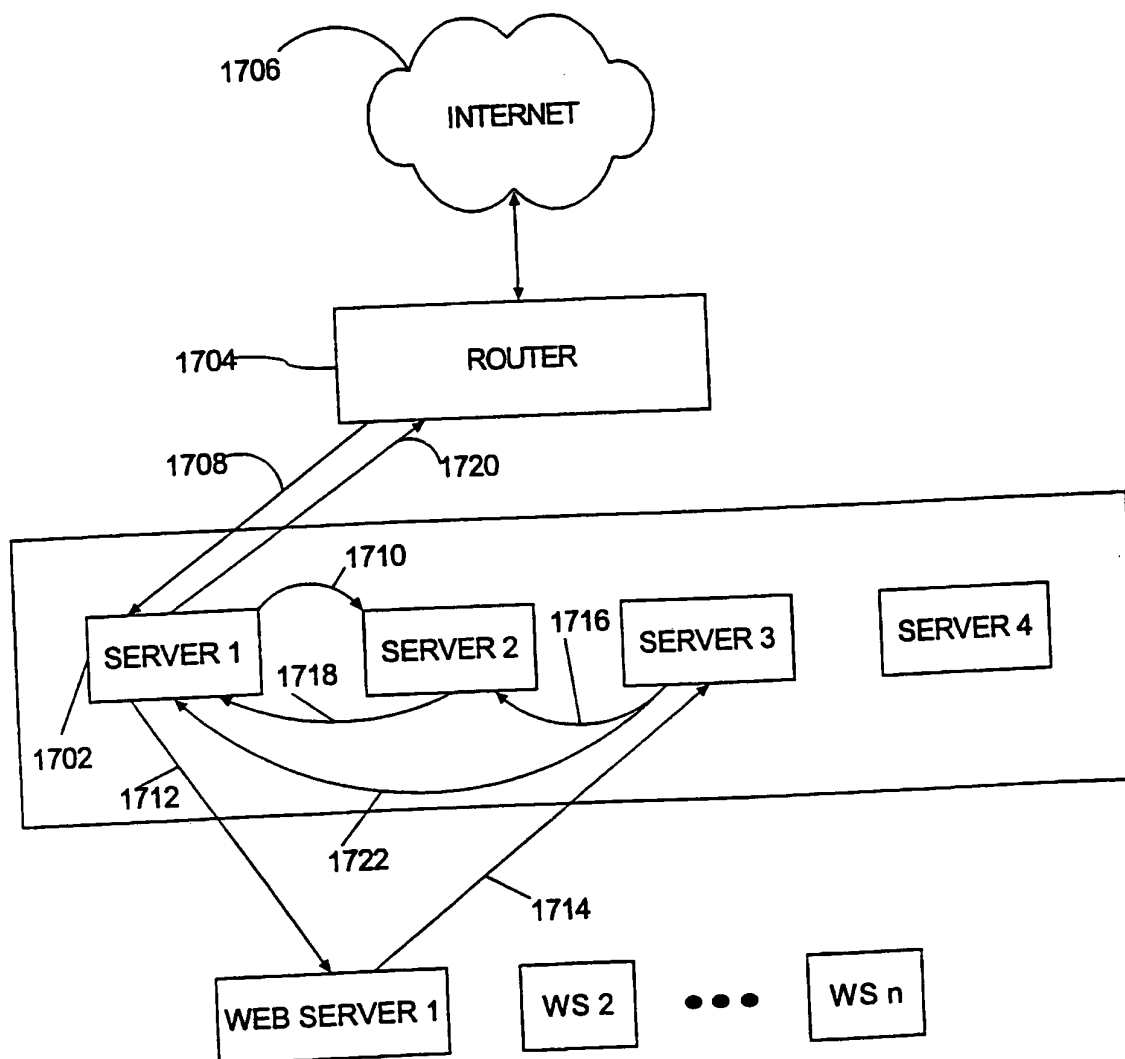 1706
INTERNET
1704
ROUTER
1708
1720
1710
1716
SERVER 1
SERVER 2
SERVER 3
SERVER 4
1718
1702
1712
1722
1714
WEB SERVER 1
WS 2
WS n